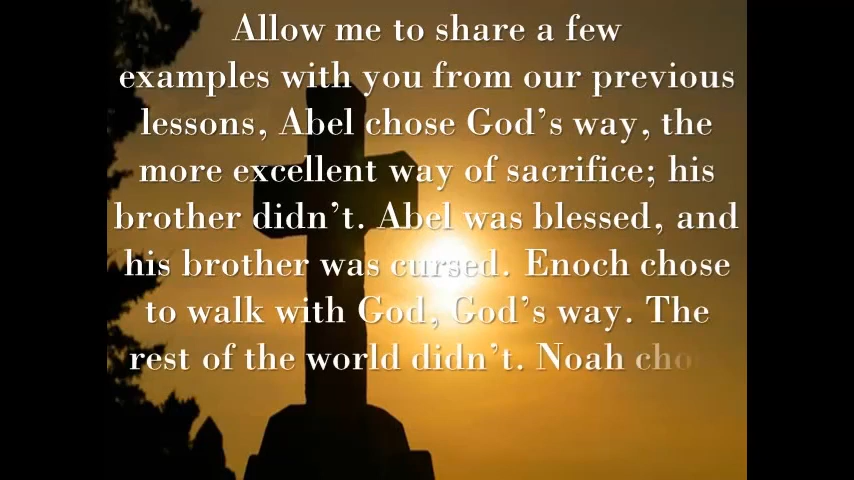 Allow me to share a few
examples with you from our previous
lessons, Abel chose God's way, the
more excellent way of sacrifice; his
brother didn't. Abel was blessed, and
his brother was cursed. Enoch chose
to walk with God, God's way. The
rest of the world didn't. Noah